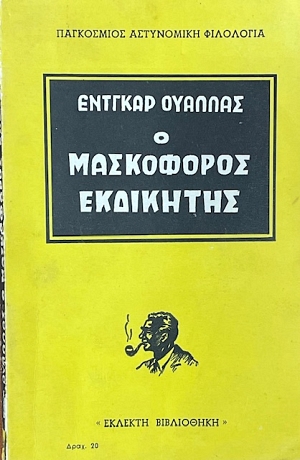 ΠΑΓΚΟΣΜΙΟΣ ΑΣΤΥΝΟΜΙΚΗ ΦΙΛΟΛΟΓΙΑ
ΕΝΤΓΚΑΡ ΟΥΑΛΛΑΣ
Ο
ΜΑΣΚΟΦΟΡΟΣ
ΕΚΔΙΚΗΤΗΣ
« ΕΚΛΕΚΤΗ ΒΙΒΛΙΟΘΗΚΗ »
Δραχ. 20